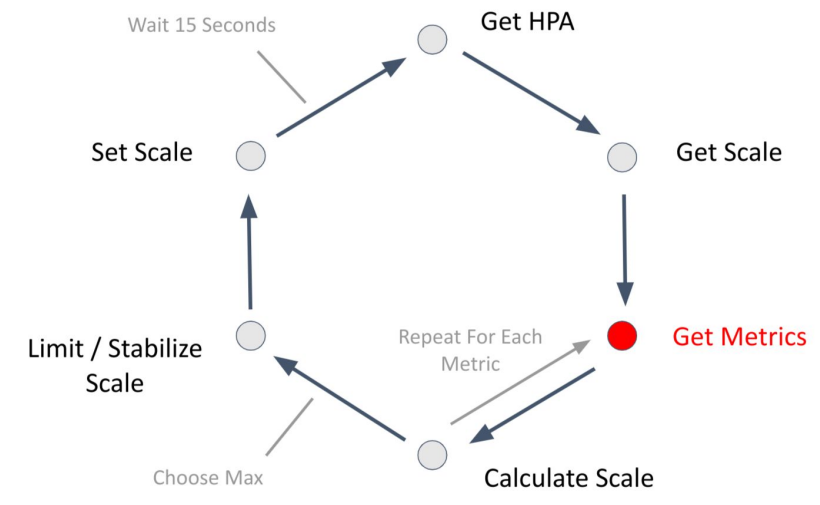 Wait 15 Seconds
Get HPA
Set Scale
Get Scale
Repeat For Each
Metric
Get Metrics
Limit / Stabilize
Scale
Choose Max
Calculate Scale